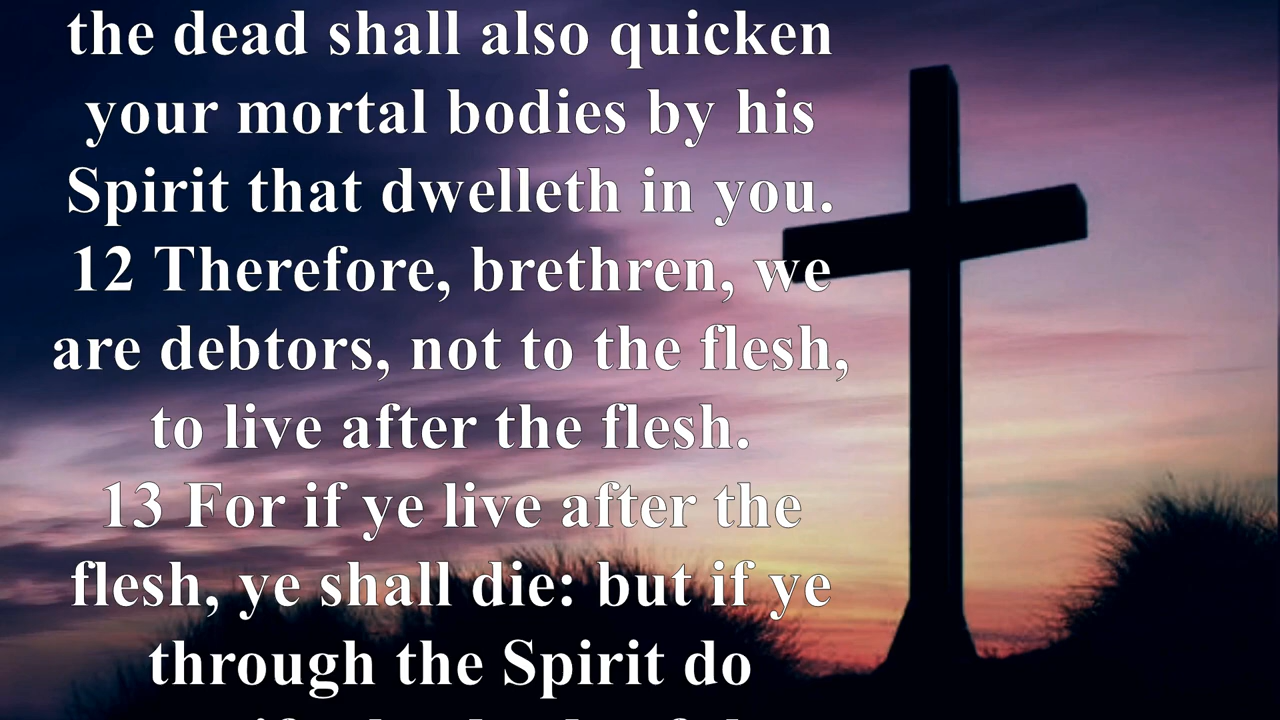 the dead shall also quicken
your mortal bodies by his
Spirit that dwelleth in you.
12 Therefore, brethren, we
are debtors, not to the flesh,
to live after the flesh.
13 For if ye live after the
flesh, ye shall die: but if ye
through the Spirit do